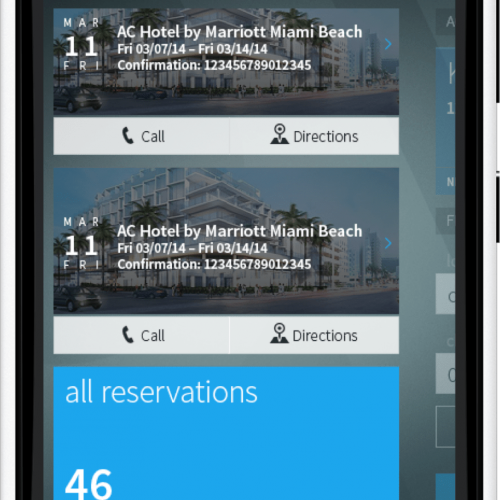 MAR
11
FRI
AC Hotel by Marriott Miami Beach
Fri 03/07/14 – Fri 03/14/14
Confirmation: 123456789012345
Call
Directions
MAR
11
FRI
AC Hotel by Marriott Miami Beach
Fri 03/07/14 – Fri 03/14/14
Confirmation: 123456789012345
Call
Directions
all reservations
46
A
1
N
F